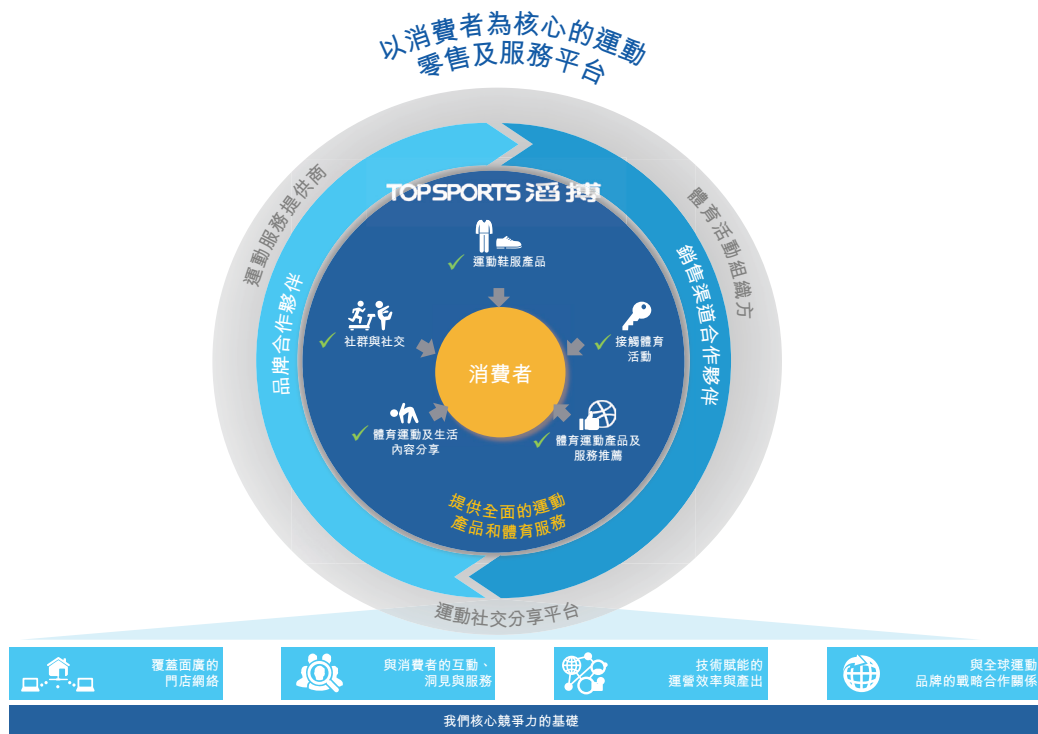 以消費者為核心的運動
零售及服務平台
運動服務提供商
體育活動組織方
品牌合作夥伴
銷售渠道合作夥伴
TOPSPORTS 滔搏
運動鞋服產品
社群與社交
接觸體育
活動
消費者
體育運動及生活
內容分享
體育運動產品及
服務推薦
提供全面的運動
產品和體育服務
運動社交分享平台
覆蓋面廣的
門店網絡
與消費者的互動、
洞見與服務
技術賦能的
運營效率與產出
與全球運動
品牌的戰略合作關係
我們核心競爭力的基礎